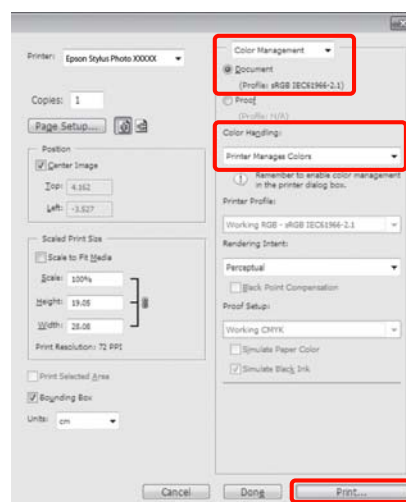 Printer: Epson Stylus Photo XXXXX
Copies: 1
Page Setup...
Position
Center Image
Top: 4.162
Left: -3.527
Scaled Print Size
Scale to Fit Media
Scale: 100%
Height: 19.05
Width: 28.08
Print Resolution: 72 PPI
Print Selected Area
Bounding Box
Units: cm
Color Management
Document
(Profile: sRGB IEC61966-2.1)
Proof
(Profile: N/A)
Color Handling:
Printer Manages Colors
Remember to enable color management
in the printer dialog box.
Printer Profile:
Working RGB - sRGB IEC61966-2.1
Rendering Intent:
Perceptual
Black Point Compensation
Proof Setup:
Working CMYK
Simulate Paper Color
Simulate Black Ink
Cancel
Done
Print...